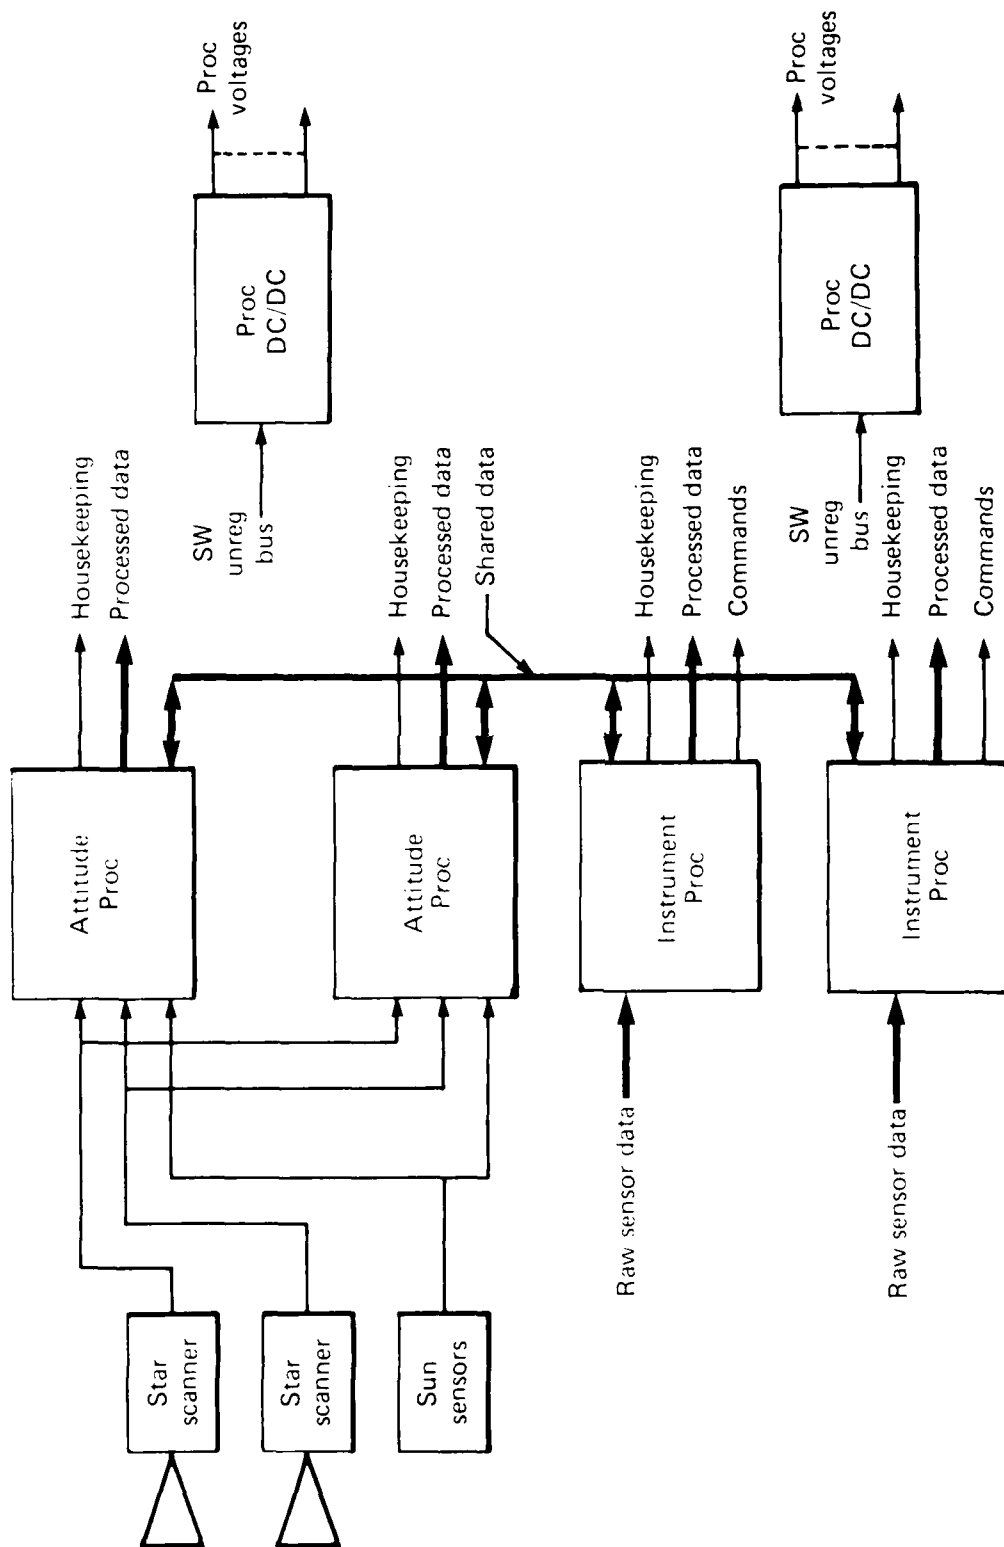 Star
scanner
Star
scanner
Sun
sensors
Attitude
Proc
Housekeeping
Processed data
Attitude
Proc
Housekeeping
Processed data
Shared data
Raw sensor data
Instrument
Proc
Housekeeping
Processed data
Commands
Raw sensor data
Instrument
Proc
Housekeeping
Processed data
Commands
SW
unreg
bus
Proc
DC/DC
Proc
voltages
SW
unreg
bus
Proc
DC/DC
Proc
voltages